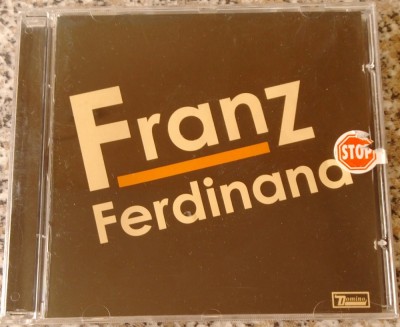 Franz
Ferdinand
STOP
Domino